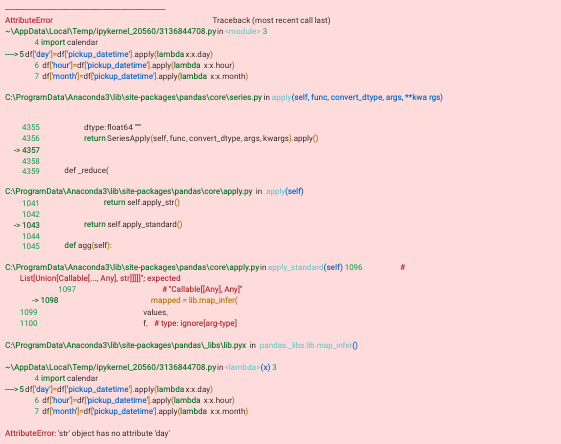 ---------------------------------------------------------------------------
AttributeError Traceback (most recent call last)
~\AppData\Local\Temp/ipykernel_20560/3136844708.py in <module> 3
4 import calendar
----> 5 df['day']=df['pickup_datetime'].apply(lambda x:x.day)
6 df['hour']=df['pickup_datetime'].apply(lambda x:x.hour)
7 df['month']=df['pickup_datetime'].apply(lambda x:x.month)
C:\ProgramData\Anaconda3\lib\site-packages\pandas\core\series.py in apply(self, func, convert_dtype, args, **kwa rgs)
4355 dtype: float64 """
4356 return SeriesApply(self, func, convert_dtype, args, kwargs).apply()
-> 4357
4358
4359 def _reduce(
C:\ProgramData\Anaconda3\lib\site-packages\pandas\core\apply.py in apply(self)
1041 return self.apply_str()
1042
-> 1043 return self.apply_standard()
1044
1045 def agg(self):
C:\ProgramData\Anaconda3\lib\site-packages\pandas\core\apply.py in apply_standard(self) 1096 #
List[Union[Callable[..., Any], str]]]]]"; expected
1097 # "Callable[[Any], Any]"
-> 1098 mapped = lib.map_infer(
1099 values,
1100 f, # type: ignore[arg-type]
C:\ProgramData\Anaconda3\lib\site-packages\pandas\_libs\lib.pyx in pandas._libs.lib.map_infer()
~\AppData\Local\Temp/ipykernel_20560/3136844708.py in <lambda>(x) 3
4 import calendar
----> 5 df['day']=df['pickup_datetime'].apply(lambda x:x.day)
6 df['hour']=df['pickup_datetime'].apply(lambda x:x.hour)
7 df['month']=df['pickup_datetime'].apply(lambda x:x.month)
AttributeError: 'str' object has no attribute 'day'